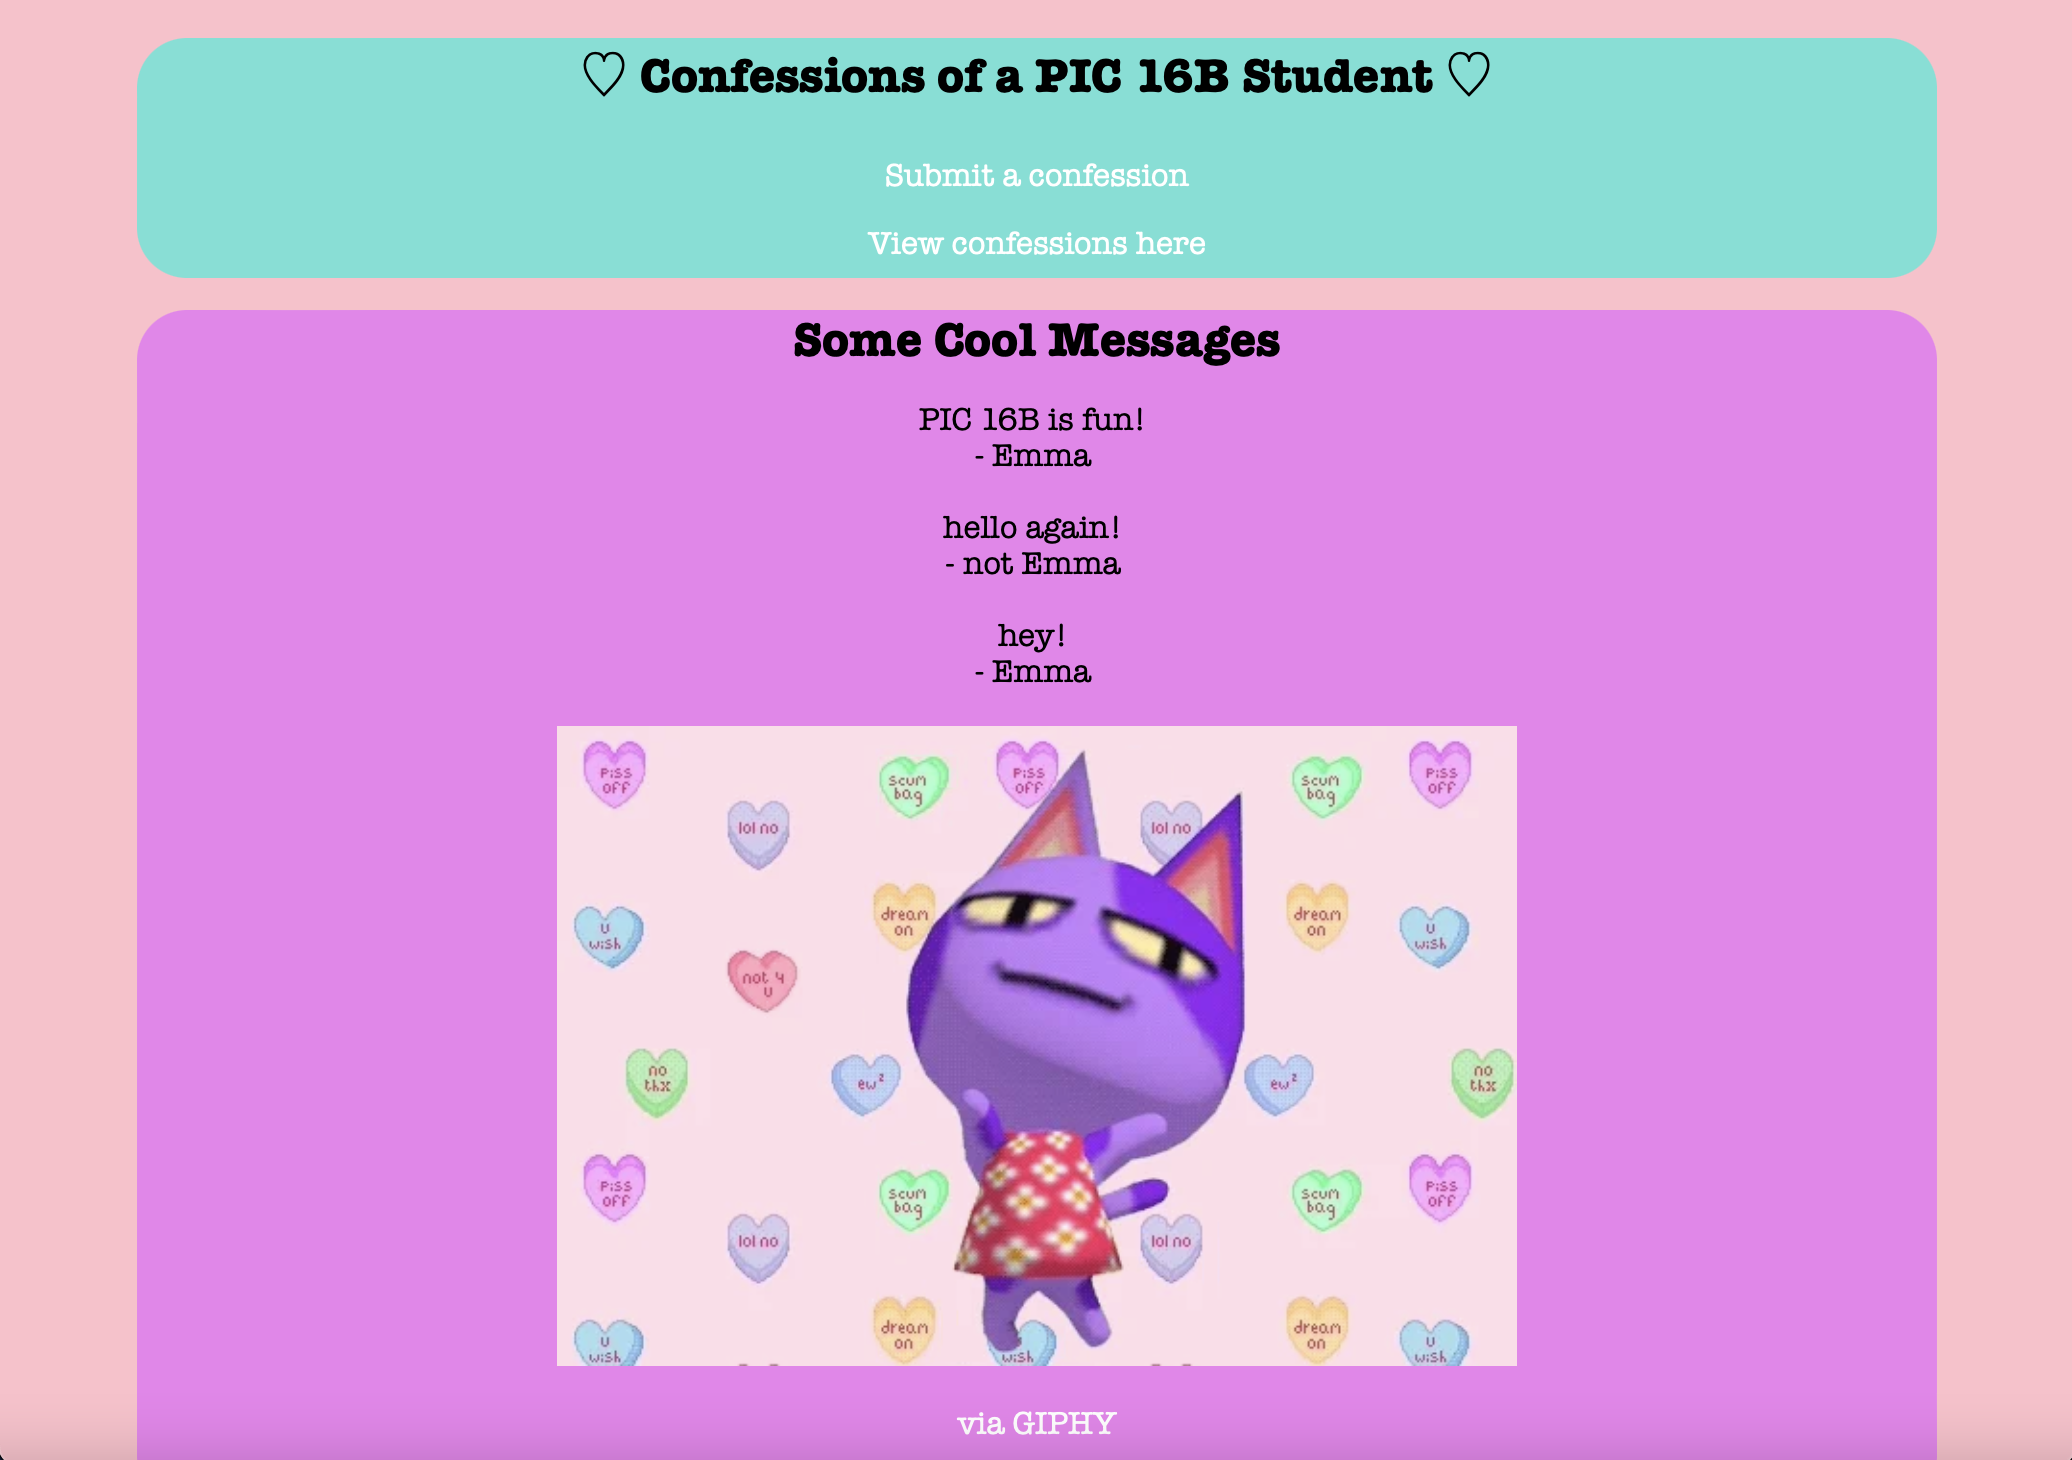 ♡ Confessions of a PIC 16B Student ♡
Submit a confession
View confessions here
Some Cool Messages
PIC 16B is fun!
- Emma
hello again!
- not Emma
hey!
- Emma
piss
off
scum
bag
piss
off
scum
bag
piss
off
lol no
lol no
dream
on
dream
on
u
wish
u
wish
not 4
u
no
thx
ew²
ew²
no
thx
piss
off
scum
bag
scum
bag
piss
off
lol no
lol no
dream
on
dream
on
u
wish
wish
u
wish
via GIPHY